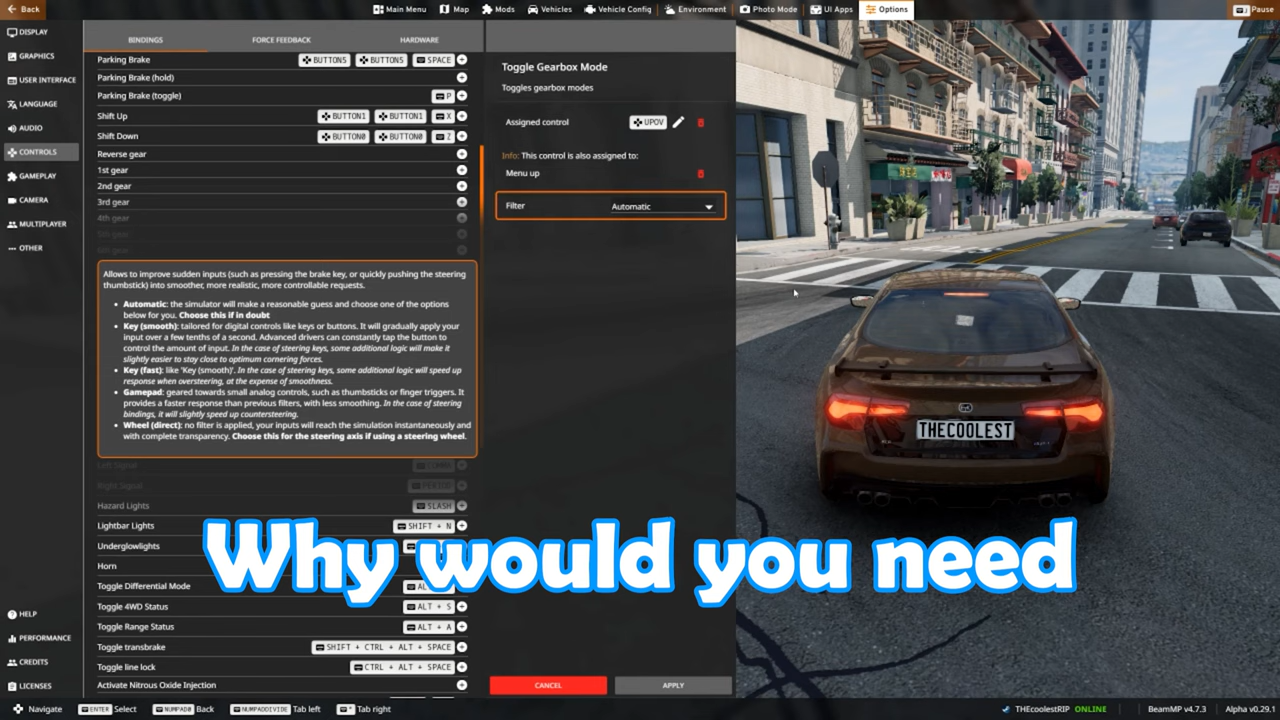 Back
Main Menu
Map
Mods
Vehicles
Vehicle Config
Environment
Photo Mode
UI Apps
Options
Pause
DISPLAY
GRAPHICS
USER INTERFACE
LANGUAGE
AUDIO
CONTROLS
GAMEPLAY
CAMERA
MULTIPLAYER
OTHER
HELP
PERFORMANCE
CREDITS
LICENSES
BINDINGS
FORCE FEEDBACK
HARDWARE
Parking Brake BUTTON5 BUTTON5 SPACE
Parking Brake (hold)
Parking Brake (toggle) P
Shift Up BUTTON1 BUTTON1 X
Shift Down BUTTON0 BUTTON0 Z
Reverse gear
1st gear
2nd gear
3rd gear
4th gear
5th gear
6th gear
Allows to improve sudden inputs (such as pressing the brake key, or quickly pushing the steering
thumbstick) into smoother, more realistic, more controllable requests.
• Automatic: the simulator will make a reasonable guess and choose one of the options
below for you. Choose this if in doubt
• Key (smooth): tailored for digital controls like keys or buttons. It will gradually apply your
input over a few tenths of a second. Advanced drivers can constantly tap the button to
control the amount of input. In the case of steering keys, some additional logic will make it
slightly easier to stay close to optimum cornering forces.
• Key (fast): like 'Key (smooth)'. In the case of steering keys, some additional logic will speed up
response when oversteering, at the expense of smoothness.
• Gamepad: geared towards small analog controls, such as thumbsticks or finger triggers. It
provides a faster response than previous filters, with less smoothing. In the case of steering
bindings, it will slightly speed up countersteering.
• Wheel (direct): no filter is applied, your inputs will reach the simulation instantaneously and
with complete transparency. Choose this for the steering axis if using a steering wheel.
Left Signal COMMA
Right Signal PERIOD
Hazard Lights SLASH
Lightbar Lights SHIFT + N
Underglowlights
Horn
Toggle Differential Mode
Toggle 4WD Status ALT + S
Toggle Range Status ALT + A
Toggle transbrake SHIFT + CTRL + ALT + SPACE
Toggle line lock CTRL + ALT + SPACE
Activate Nitrous Oxide Injection
Toggle Gearbox Mode
Toggles gearbox modes
Assigned control UPOV
Info: This control is also assigned to:
Menu up
Filter Automatic
CANCEL
APPLY
THECOOLEST
Why would you need
Navigate
ENTER Select
NUMPAD0 Back
NUMPADDIVIDE Tab left
Tab right
THEcoolestRIP ONLINE
BeamMP v4.7.3
Alpha v0.29.1